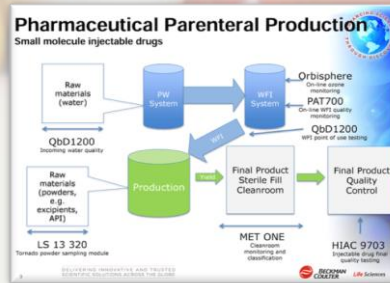 Pharmaceutical Parenteral Production
Small molecule injectable drugs
Raw
materials
(water)
PW
System
WFI
System
Orbisphere
On-line ozone
monitoring
PAT700
On-line WFI quality
monitoring
QbD1200
WFI point of use testing
QbD1200
Incoming water quality
WFI
Raw
materials
(powders,
e.g.
excipients,
API)
Production
Final Product
Sterile Fill
Cleanroom
Final Product
Quality
Control
LS 13 320
Tornado powder sampling module
MET ONE
Cleanroom
monitoring and
classification
HIAC 9703
Injectable drug final
quality testing
DELIVERING INNOVATIVE AND TRUSTED
SCIENTIFIC SOLUTIONS ACROSS THE GLOBE
BECKMAN
COULTER
Life Sciences